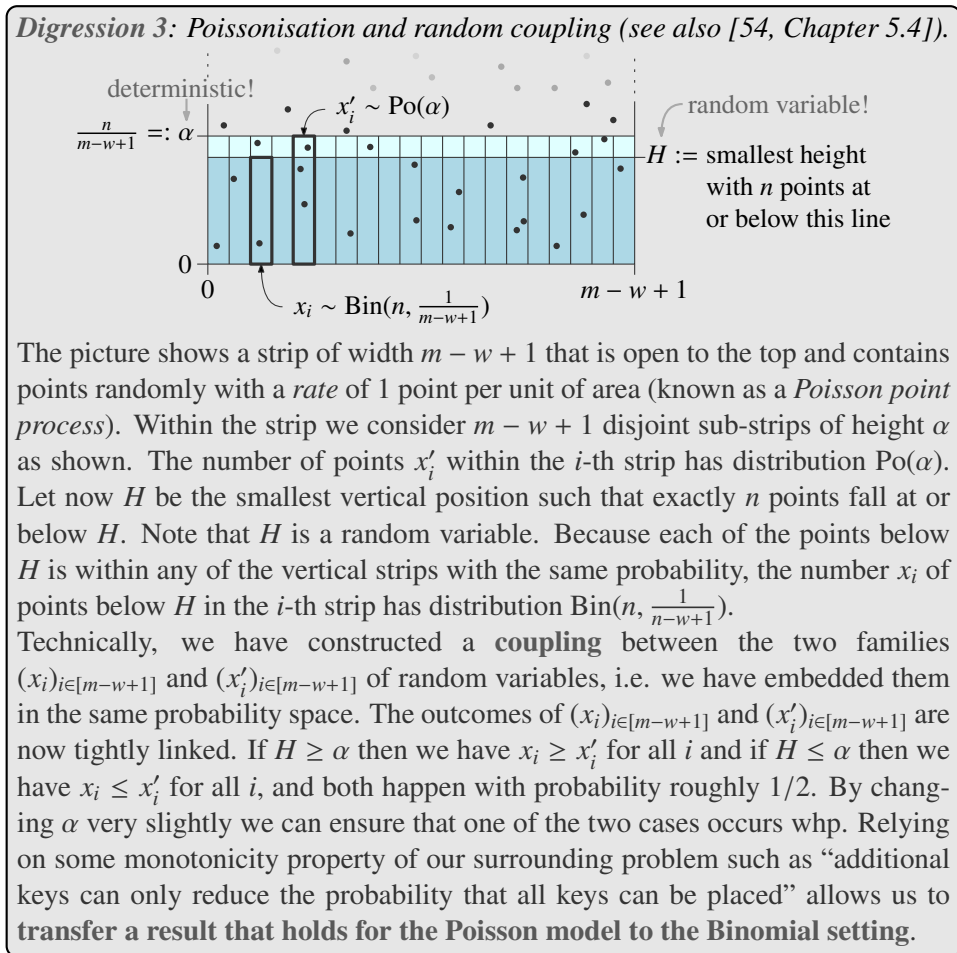 Digression 3: Poissonisation and random coupling (see also [54, Chapter 5.4]).
deterministic!
x′ᵢ ∼ Po(α)
random variable!
n/(m−w+1) =: α
H := smallest height
with n points at
or below this line
0
0
m − w + 1
xᵢ ∼ Bin(n, 1/(m−w+1))
The picture shows a strip of width m − w + 1 that is open to the top and contains
points randomly with a rate of 1 point per unit of area (known as a Poisson point
process). Within the strip we consider m − w + 1 disjoint sub-strips of height α
as shown. The number of points x′ᵢ within the i-th strip has distribution Po(α).
Let now H be the smallest vertical position such that exactly n points fall at or
below H. Note that H is a random variable. Because each of the points below
H is within any of the vertical strips with the same probability, the number xᵢ of
points below H in the i-th strip has distribution Bin(n, 1/(n−w+1)).
Technically, we have constructed a coupling between the two families
(xᵢ)i∈[m−w+1] and (x′ᵢ)i∈[m−w+1] of random variables, i.e. we have embedded them
in the same probability space. The outcomes of (xᵢ)i∈[m−w+1] and (x′ᵢ)i∈[m−w+1] are
now tightly linked. If H ≥ α then we have xᵢ ≥ x′ᵢ for all i and if H ≤ α then we
have xᵢ ≤ x′ᵢ for all i, and both happen with probability roughly 1/2. By chang-
ing α very slightly we can ensure that one of the two cases occurs whp. Relying
on some monotonicity property of our surrounding problem such as “additional
keys can only reduce the probability that all keys can be placed” allows us to
transfer a result that holds for the Poisson model to the Binomial setting.